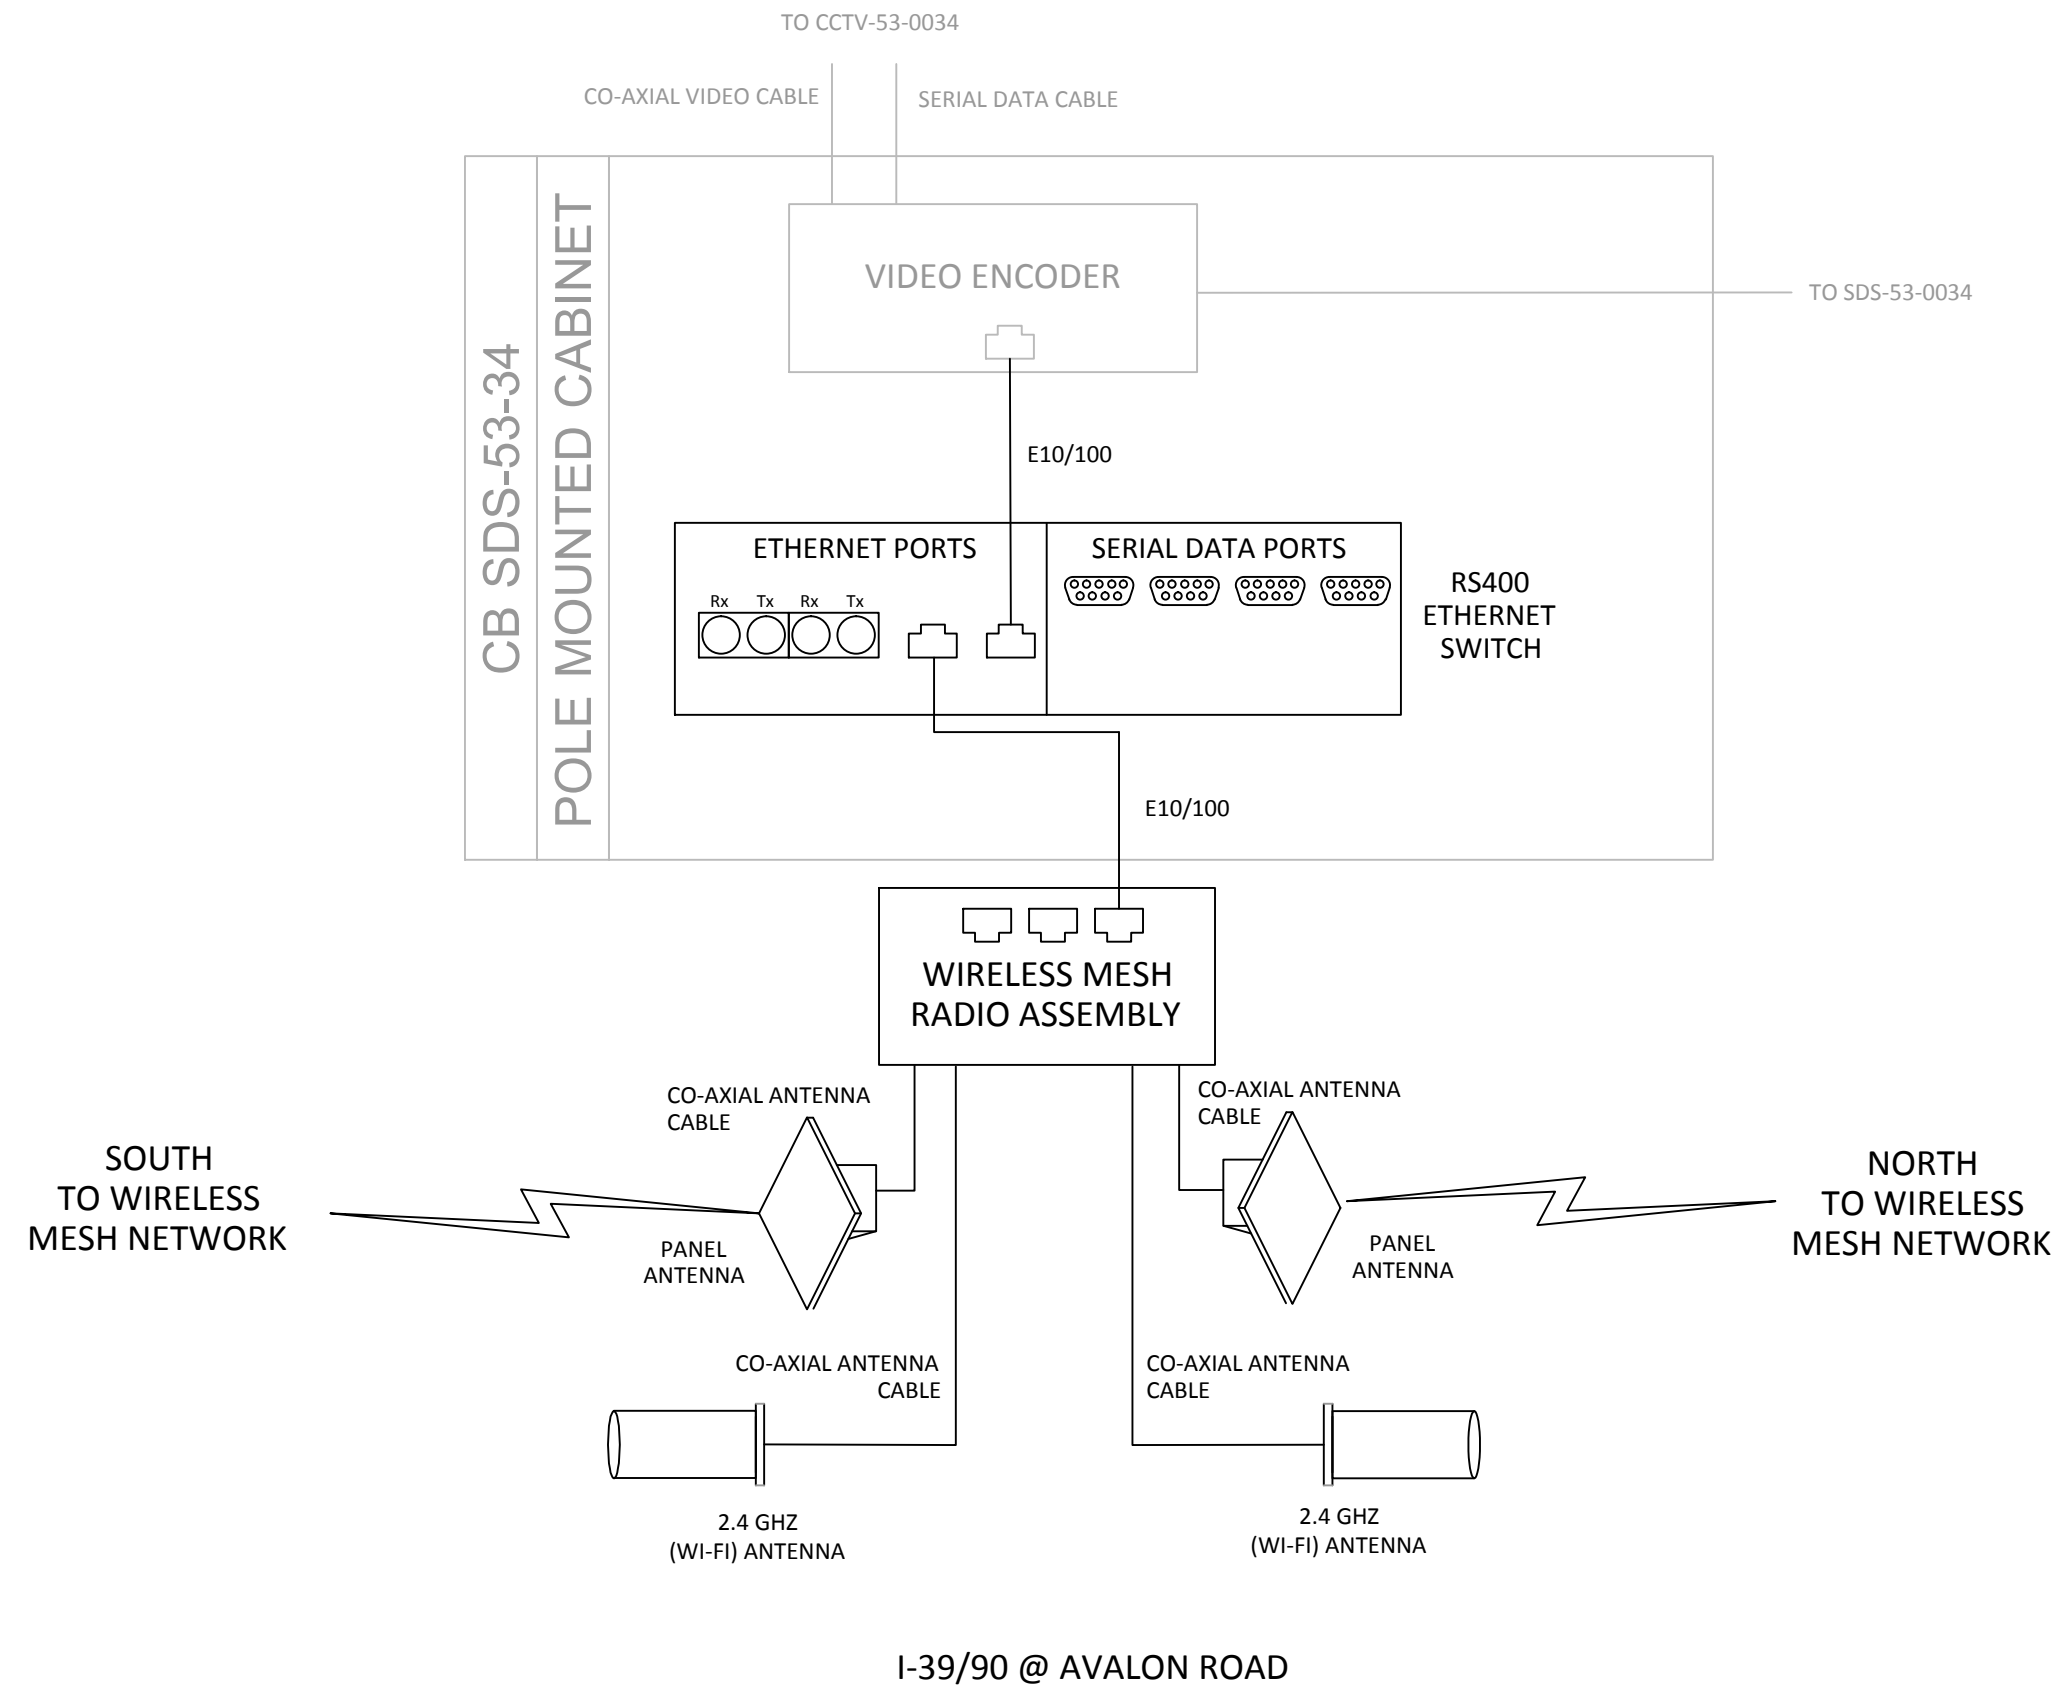 TO CCTV-53-0034
CO-AXIAL VIDEO CABLE
SERIAL DATA CABLE
CB SDS-53-34
POLE MOUNTED CABINET
VIDEO ENCODER
TO SDS-53-0034
E10/100
ETHERNET PORTS
SERIAL DATA PORTS
Rx Tx Rx Tx
RS400
ETHERNET
SWITCH
E10/100
WIRELESS MESH
RADIO ASSEMBLY
CO-AXIAL ANTENNA
CABLE
CO-AXIAL ANTENNA
CABLE
SOUTH
TO WIRELESS
MESH NETWORK
PANEL
ANTENNA
PANEL
ANTENNA
NORTH
TO WIRELESS
MESH NETWORK
CO-AXIAL ANTENNA
CABLE
CO-AXIAL ANTENNA
CABLE
2.4 GHZ
(WI-FI) ANTENNA
2.4 GHZ
(WI-FI) ANTENNA
I-39/90 @ AVALON ROAD